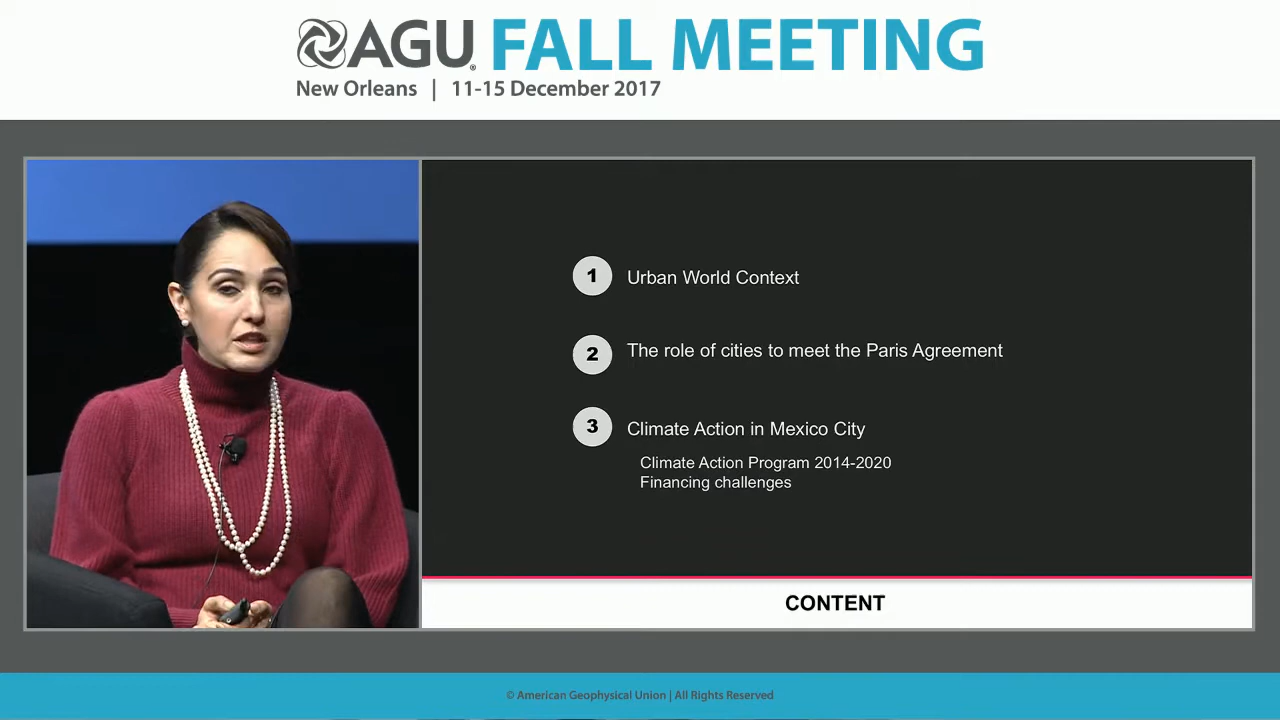 AGU FALL MEETING
New Orleans | 11-15 December 2017
1 Urban World Context
2 The role of cities to meet the Paris Agreement
3 Climate Action in Mexico City
Climate Action Program 2014-2020
Financing challenges
CONTENT
© American Geophysical Union | All Rights Reserved